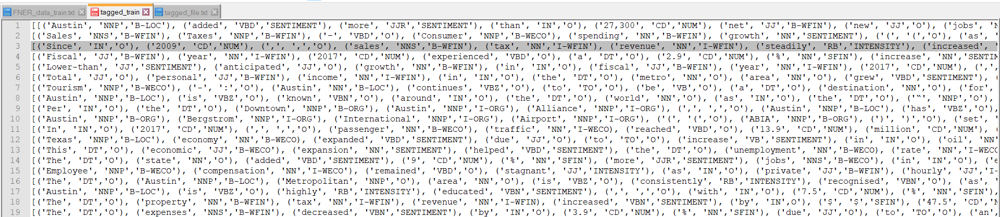 FNER_data_train.txt tagged_train tagged_file.txt
1 [[('Austin', 'NNP','B-LOC'), ('added', 'VBD','SENTIMENT'), ('more', 'JJR','SENTIMENT'), ('than', 'IN','O'), ('27,300', 'CD','NUM'), ('net', 'JJ','B-WFIN'), ('new', 'JJ','O'), ('jobs', 'N
2 [('Sales', 'NNS','B-WFIN'), ('Taxes', 'NNP','B-WFIN'), ('-', 'VBD','O'), ('Consumer', 'NNP','B-WECO'), ('spending', 'NN','B-WFIN'), ('growth', 'NN','SENTIMENT'), ('(', '(','O'), ('as', '
3 [('Since', 'IN','O'), ('2009', 'CD','NUM'), (',', ',','O'), ('sales', 'NNS','B-WFIN'), ('tax', 'NN','I-WFIN'), ('revenue', 'NN','I-WFIN'), ('steadily', 'RB','INTENSITY'), ('increased', '
4 [('Fiscal', 'JJ','B-WFIN'), ('year', 'NN','I-WFIN'), ('2017', 'CD','NUM'), ('experienced', 'VBD','O'), ('a', 'DT','O'), ('2.9', 'CD','NUM'), ('%', 'NN','SFIN'), ('increase', 'NN','SENTIM
5 [('Lower-than', 'JJ','SENTIMENT'), ('anticipated', 'JJ','O'), ('growth', 'NN','B-WFIN'), ('in', 'IN','O'), ('fiscal', 'JJ','B-WFIN'), ('year', 'NN','I-WFIN'), ('2017', 'CD','NUM'), (',',
6 [('Total', 'JJ','O'), ('personal', 'JJ','B-WFIN'), ('income', 'NN','I-WFIN'), ('in', 'IN','O'), ('the', 'DT','O'), ('metro', 'NN','O'), ('area', 'NN','O'), ('grew', 'VBD','SENTIMENT'), (
7 [('Tourism', 'NNP','B-WECO'), ('-', ':','O'), ('Austin', 'NN','B-LOC'), ('continues', 'VBZ','O'), ('to', 'TO','O'), ('be', 'VB','O'), ('a', 'DT','O'), ('destination', 'NN','O'), ('for',
8 [('Austin', 'NNP','B-LOC'), ('is', 'VBZ','O'), ('known', 'VBN','O'), ('around', 'IN','O'), ('the', 'DT','O'), ('world', 'NN','O'), ('as', 'IN','O'), ('the', 'DT','O'), ('“', 'NNP','O'),
9 [('Per', 'IN','O'), ('the', 'DT','O'), ('Downtown', 'NNP','B-ORG'), ('Austin', 'NNP','I-ORG'), ('Alliance', 'NNP','I-ORG'), (',', ',','O'), ('Austin', 'NNP','B-LOC'), ('has', 'VBZ','O'),
10 [('Austin', 'NNP','B-ORG'), ('Bergstrom', 'NNP','I-ORG'), ('International', 'NNP','I-ORG'), ('Airport', 'NNP','I-ORG'), ('(', '(','O'), ('ABIA', 'NNP','B-ORG'), (')', ')','O'), ('set', '
11 [('In', 'IN','O'), ('2017', 'CD','NUM'), (',', ',','O'), ('passenger', 'NN','B-WECO'), ('traffic', 'NN','I-WECO), ('reached', 'VBD','O'), ('13.9', 'CD','NUM'), ('million', 'CD','NUM'), (
12 [('Texas', 'NNP','B-LOC'), ('economy', 'NN','B-WECO), ('expanded', 'VBD','SENTIMENT'), ('due', 'JJ','O'), ('to', 'TO','O'), ('increase', 'VB','SENTIMENT'), ('in', 'IN','O'), ('oil', 'NN'
13 [('This', 'DT','O'), ('economic', 'JJ','B-WECO), ('expansion', 'NN','SENTIMENT'), ('helped', 'VBD','SENTIMENT'), ('the', 'DT','O'), ('unemployment', 'NN','B-WECO), ('rate', 'NN','I-WECO
14 [('The', 'DT','O'), ('state', 'NN','O'), ('added', 'VBD','SENTIMENT'), ('9', 'CD','NUM'), ('%', 'NN','SFIN'), ('more', 'JJR','SENTIMENT'), ('jobs', 'NNS','B-WECO'), ('in', 'IN','O'), ('e
15 [('Employee', 'NNP','B-WECO'), ('compensation', 'NN','I-WECO'), ('remained', 'VBD','O'), ('stagnant', 'JJ','INTENSITY'), ('as', 'IN','O'), ('private', 'JJ','B-WFIN'), ('hourly', 'JJ','I-
16 [('The', 'DT','O'), ('Austin', 'NNP','B-LOC'), ('Metropolitan', 'NNP','O'), ('area', 'NN','O'), ('is', 'VBZ','O'), ('consistently', 'RB','INTENSITY'), ('recognised', 'VBN','O'), ('as', '
17 [('Austin', 'NNP','B-LOC'), ('is', 'VBZ','O'), ('highly', 'RB','INTENSITY'), ('educated', 'VBN','SENTIMENT'), (',', ',','O'), ('with', 'IN','O'), ('7.5', 'CD','NUM'), ('%', 'NN','SFIN'),
18 [('The', 'DT','O'), ('property', 'NN','B-WFIN'), ('tax', 'NN','I-WFIN'), ('revenue', 'NN','I-WFIN), ('increased', 'VBN','SENTIMENT'), ('by', 'IN',O'), ('$', '$','SFIN'), ('47.5', 'CD','N
19 [('The', 'DT','O'), ('expenses', 'NNS','B-WFIN'), ('decreased', 'VBN','SENTIMENT'), ('by', 'IN','O'), ('3.9', 'CD','NUM'), ('%', 'NN','SFIN'), ('due', 'JJ','O'), ('to', 'TO','O'), ('an'